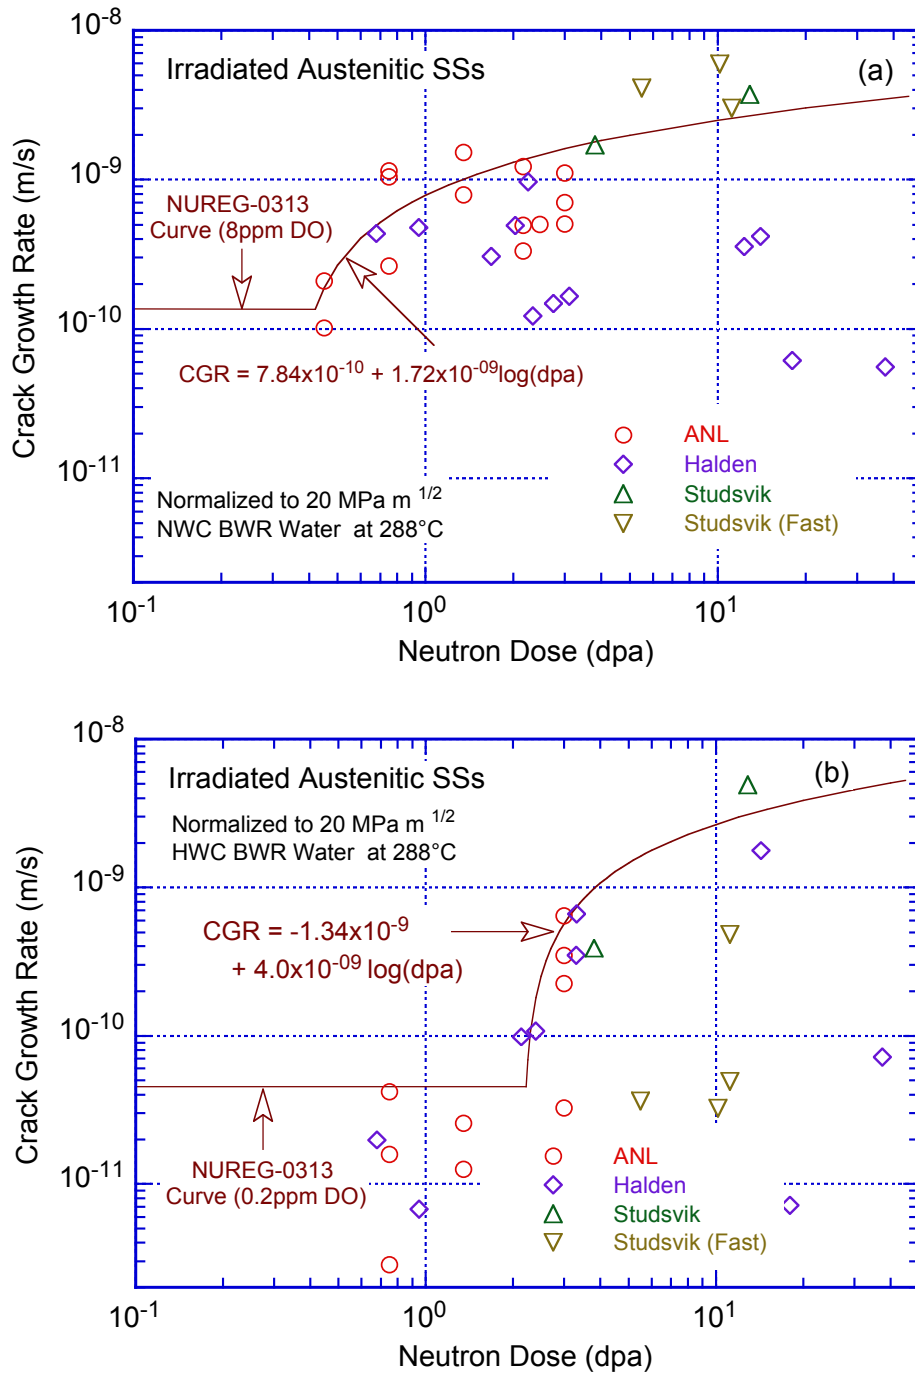 10⁻⁸
Irradiated Austenitic SSs
(a)
10⁻⁹
NUREG-0313
Curve (8ppm DO)
10⁻¹⁰
CGR = 7.84x10⁻¹⁰ + 1.72x10⁻⁰⁹log(dpa)
ANL
Halden
10⁻¹¹
Studsvik
Normalized to 20 MPa m ¹/²
Studsvik (Fast)
NWC BWR Water at 288°C
Crack Growth Rate (m/s)
10⁻¹
10⁰
10¹
Neutron Dose (dpa)
10⁻⁸
Irradiated Austenitic SSs
(b)
Normalized to 20 MPa m ¹/²
HWC BWR Water at 288°C
10⁻⁹
CGR = -1.34x10⁻⁹
+ 4.0x10⁻⁰⁹ log(dpa)
10⁻¹⁰
NUREG-0313
Curve (0.2ppm DO)
10⁻¹¹
ANL
Halden
Studsvik
Studsvik (Fast)
Crack Growth Rate (m/s)
10⁻¹
10⁰
10¹
Neutron Dose (dpa)